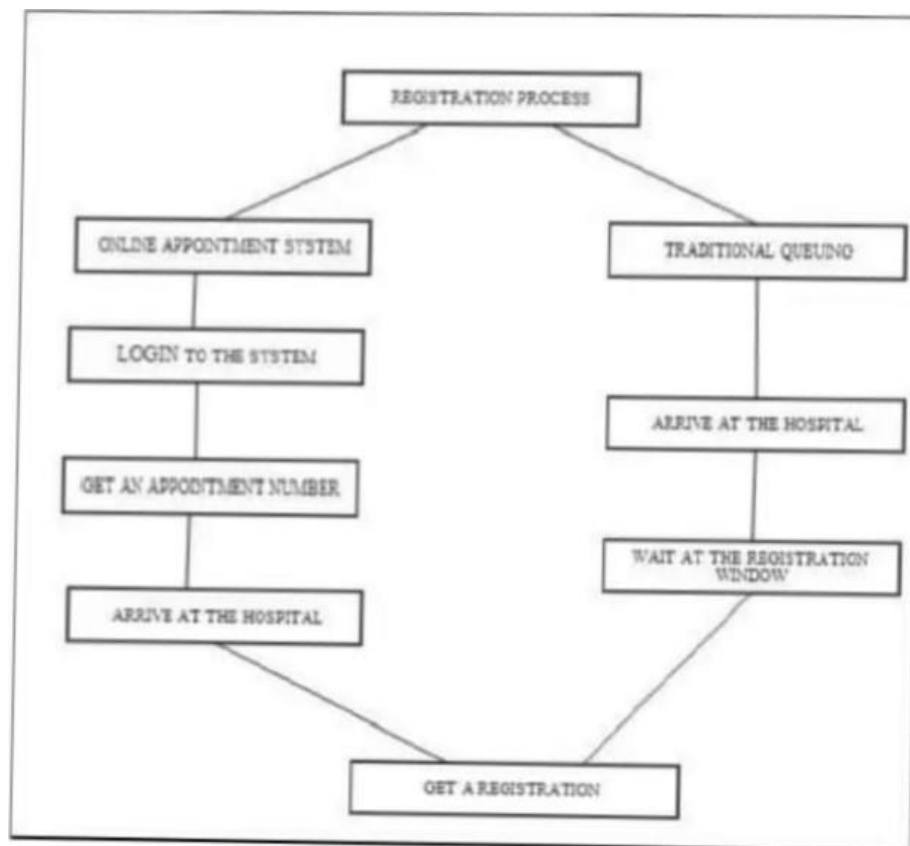 REGISTRATION PROCESS
ONLINE APPOINTMENT SYSTEM
TRADITIONAL QUEUING
LOGIN TO THE SYSTEM
ARRIVE AT THE HOSPITAL
GET AN APPOINTMENT NUMBER
WAIT AT THE REGISTRATION
WINDOW
ARRIVE AT THE HOSPITAL
GET A REGISTRATION